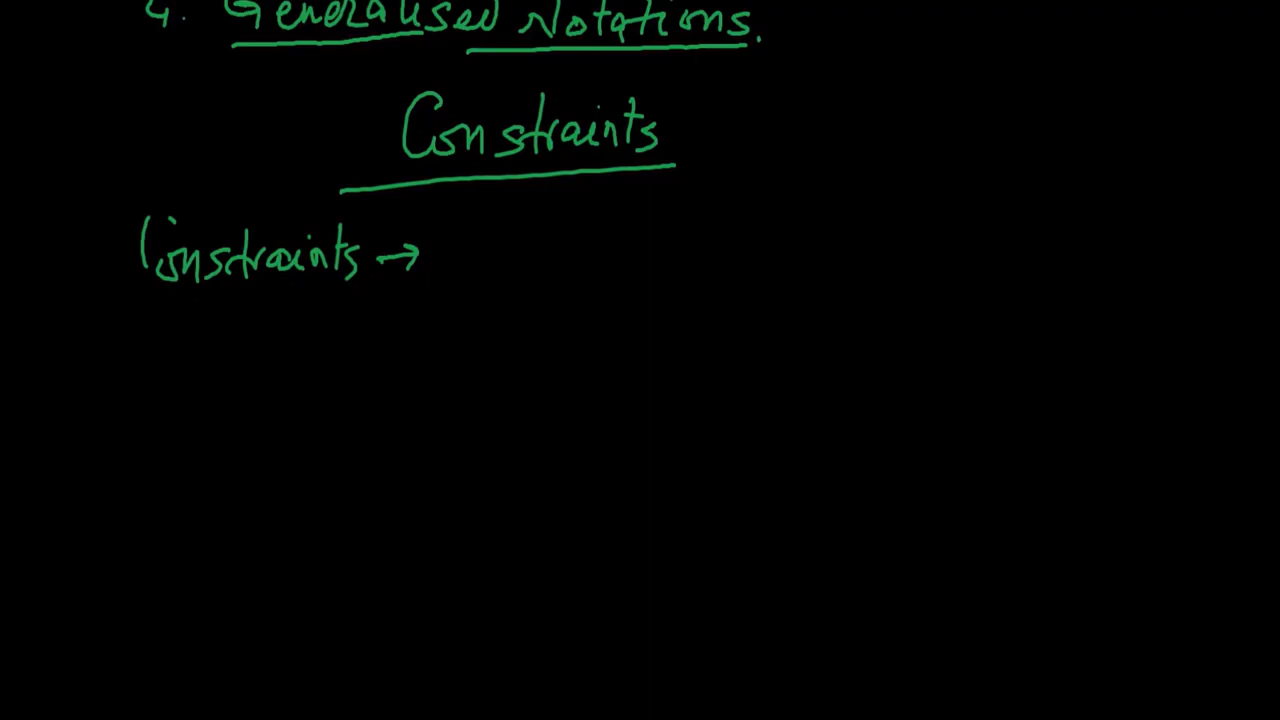 4. Generalised Notations.
Constraints
Constraints →